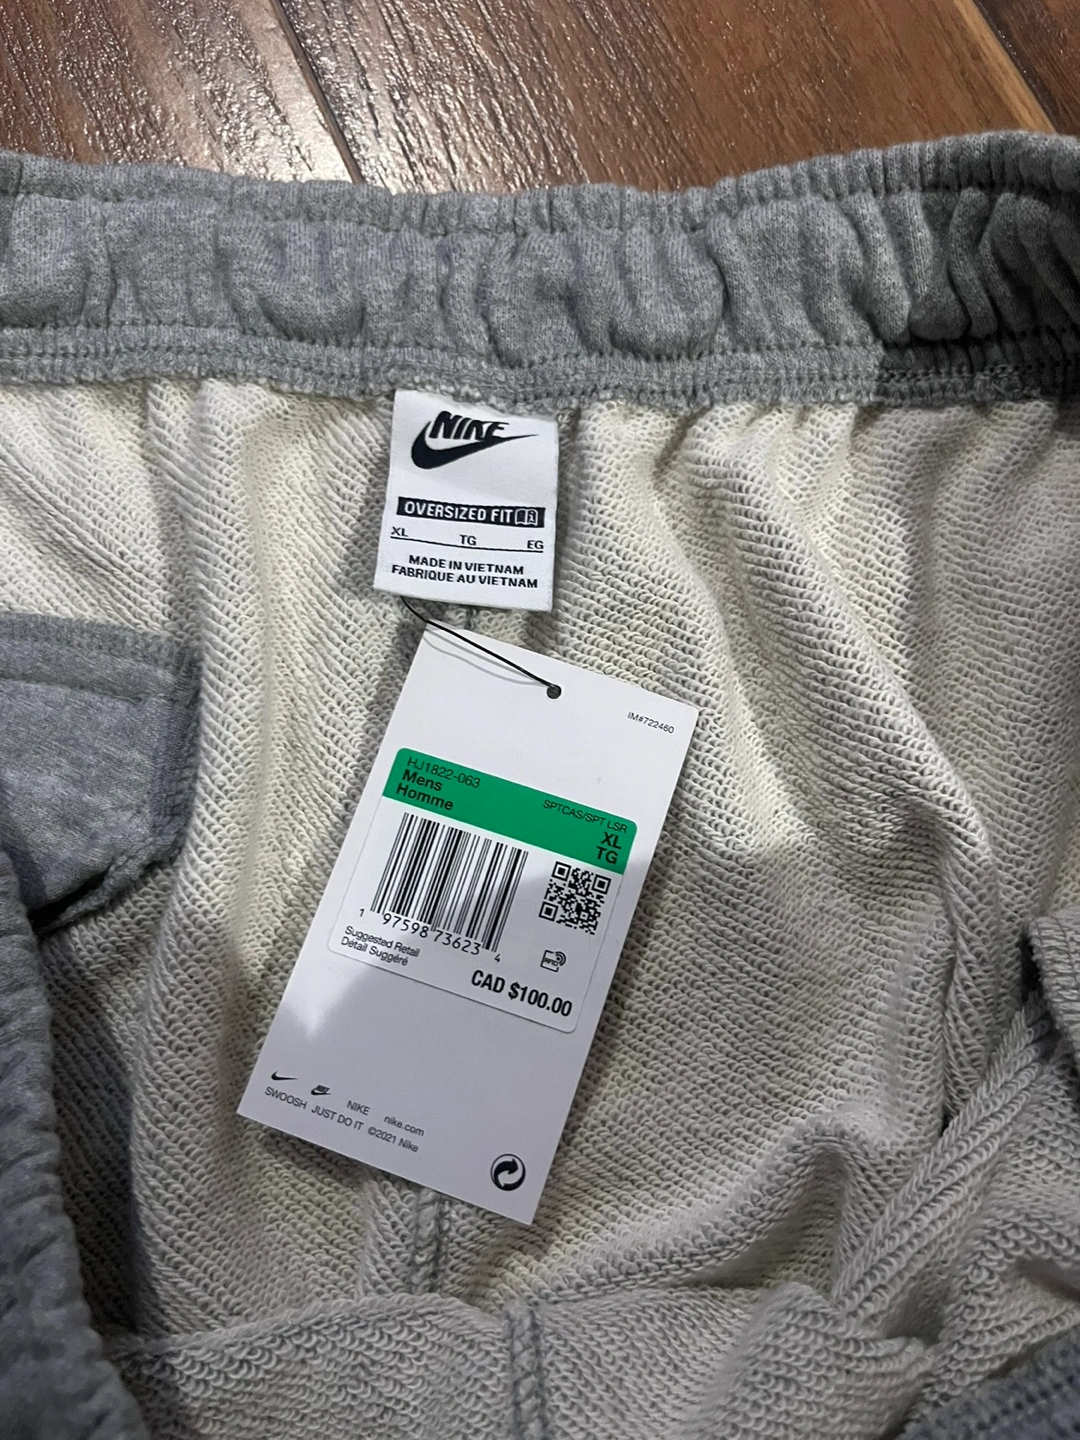 NIKE
OVERSIZED FIT
XL TG EG
MADE IN VIETNAM
FABRIQUE AU VIETNAM
IM#722460
HJ1822-063
Mens
Homme
SPTCAS/SPT LSR
XL
TG
1 97598 73623 4
Suggested Retail
Détail Suggéré
RFID
CAD $100.00
NIKE nike.com
SWOOSH JUST DO IT ©2021 Nike